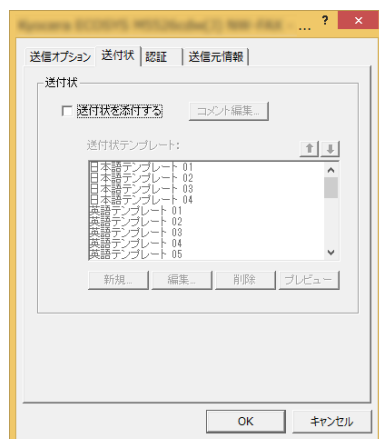 ... ? ×
送信オプション 送付状 認証 送信元情報
送付状
送付状を添付する コメント編集...
送付状テンプレート:
日本語テンプレート 01
日本語テンプレート 02
日本語テンプレート 03
日本語テンプレート 04
英語テンプレート 01
英語テンプレート 02
英語テンプレート 03
英語テンプレート 04
英語テンプレート 05
新規... 編集... 削除 プレビュー
OK キャンセル